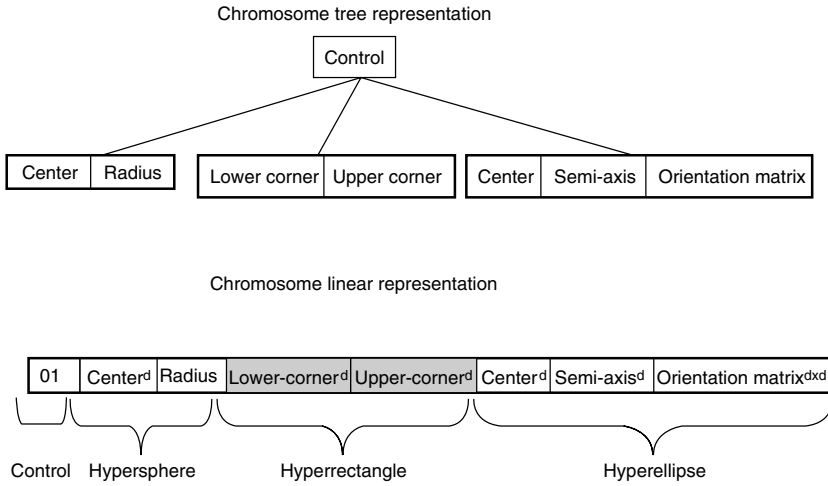 Chromosome tree representation
Control
Center Radius Lower corner Upper corner Center Semi-axis Orientation matrix
Chromosome linear representation
01 Centerᵈ Radius Lower-cornerᵈ Upper-cornerᵈ Centerᵈ Semi-axisᵈ Orientation matrixᵈˣᵈ
Control Hypersphere Hyperrectangle Hyperellipse